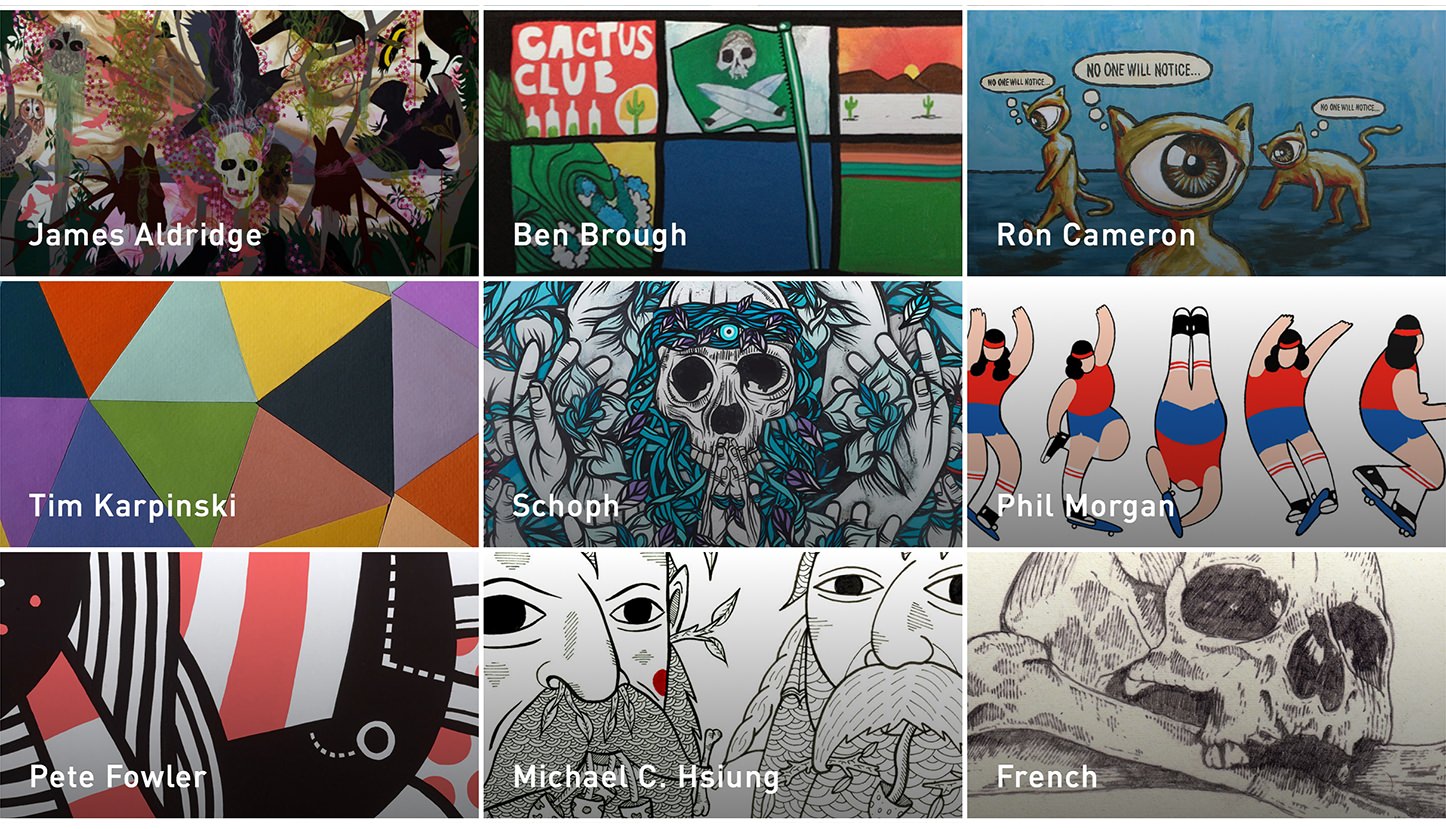 James Aldridge
CACTUS
CLUB
Ben Brough
NO ONE WILL NOTICE...
NO ONE WILL NOTICE...
NO ONE WILL NOTICE...
Ron Cameron
Tim Karpinski
Schoph
Phil Morgan
Pete Fowler
Michael C. Hsiung
French